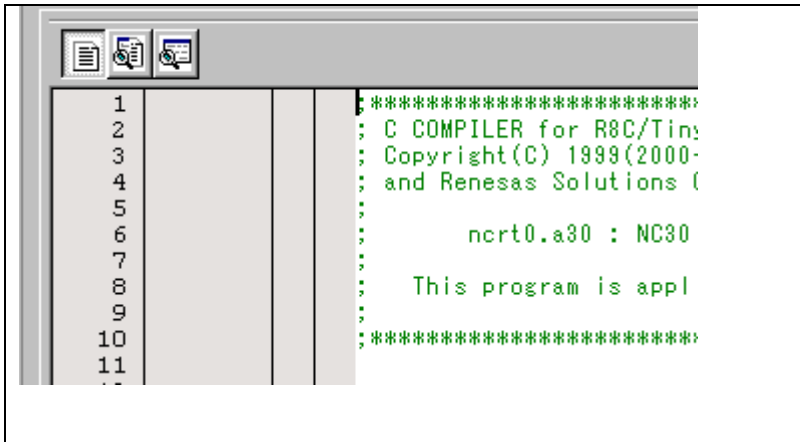 1 ;************************
2 ; C COMPILER for R8C/Tiny
3 ; Copyright(C) 1999(2000-
4 ; and Renesas Solutions
5 ;
6 ; ncrt0.a30 : NC30
7 ;
8 ; This program is appl
9 ;
10 ;************************
11